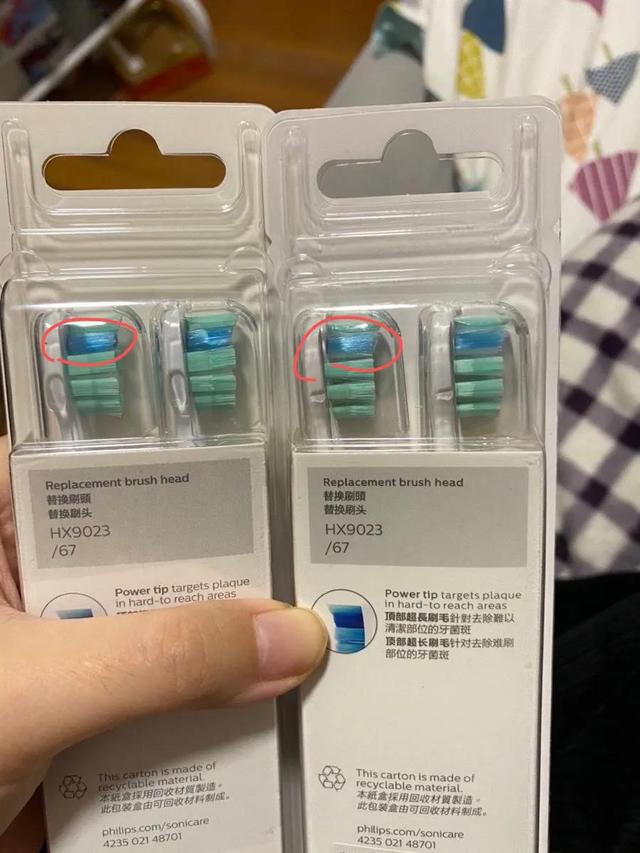 Replacement brush head
替換刷頭
替换刷头
HX9023
/67
Power tip targets plaque
in hard-to reach areas
This carton is made of
recyclable material.
本紙盒採用回收材質製造。
此包装盒由可回收材料制成。
philips.com/sonicare
4235 021 48701
Replacement brush head
替換刷頭
替换刷头
HX9023
/67
Power tip targets plaque
in hard-to reach areas
頂部超長刷毛針對去除難以
清潔部位的牙菌斑
顶部超长刷毛针对去除难刷
部位的牙菌斑
This carton is made of
recyclable material.
本紙盒採用回收材質製造。
此包装盒由可回收材料制成。
philips.com/sonicare
4235 021 48701